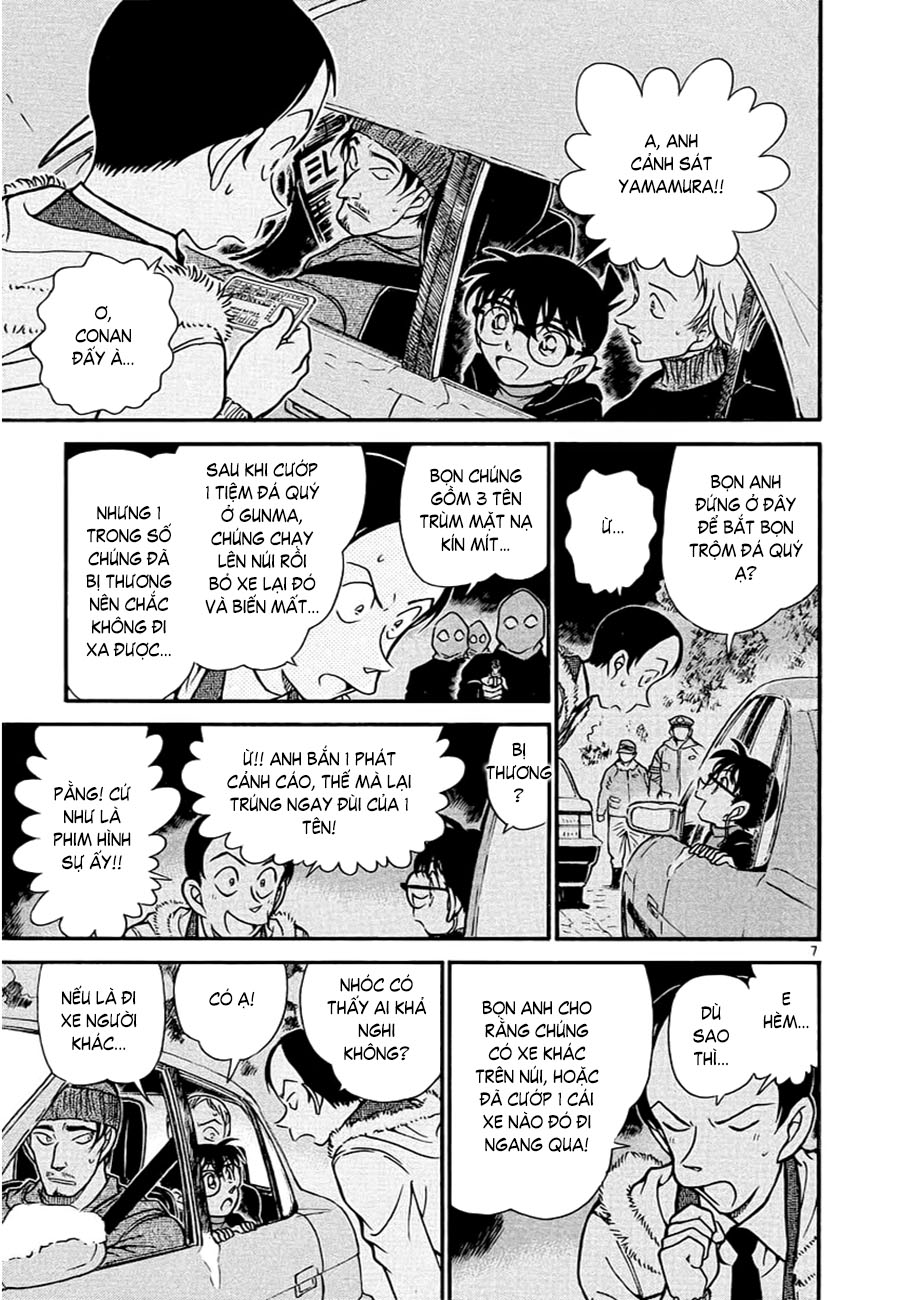 A, ANH
CẢNH SÁT
YAMAMURA!!
Ơ,
CONAN
ĐẤY À...
BỌN ANH
ĐỨNG Ở ĐÂY
ĐỂ BẮT BỌN
TRỘM ĐÁ QUÝ
Ạ?
Ừ...
BỌN CHÚNG
GỒM 3 TÊN
TRÙM MẶT NẠ
KÍN MÍT...
SAU KHI CƯỚP
1 TIỆM ĐÁ QUÝ
Ở GUNMA,
CHÚNG CHẠY
LÊN NÚI RỒI
BỎ XE LẠI ĐÓ
VÀ BIẾN MẤT...
NHƯNG 1
TRONG SỐ
CHÚNG ĐÃ
BỊ THƯƠNG
NÊN CHẮC
KHÔNG ĐI
XA ĐƯỢC...
BỊ
THƯƠNG
?
Ừ!! ANH BẮN 1 PHÁT
CẢNH CÁO, THẾ MÀ LẠI
TRÚNG NGAY ĐÙI CỦA 1
TÊN!
PẰNG! CỨ
NHƯ LÀ
PHIM HÌNH
SỰ ẤY!!
7
E
HÈM...
DÙ
SAO
THÌ...
BỌN ANH CHO
RẰNG CHÚNG
CÓ XE KHÁC
TRÊN NÚI, HOẶC
ĐÃ CƯỚP 1 CÁI
XE NÀO ĐÓ ĐI
NGANG QUA!
NHÓC CÓ
THẤY AI KHẢ
NGHI
KHÔNG?
CÓ Ạ!
NẾU LÀ ĐI
XE NGƯỜI
KHÁC...